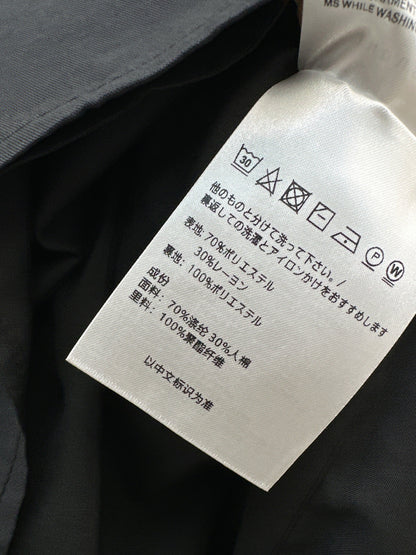 GARMENT
MS WHILE WASHIN
30
P W
他のものと分けて洗って下さい。/
裏返しての洗濯とアイロンかけをおすすめします
表地: 70%ポリエステル
30%レーヨン
裏地: 100%ポリエステル
成份
面料: 70%涤纶 30%人棉
里料: 100%聚酯纤维
以中文标识为准